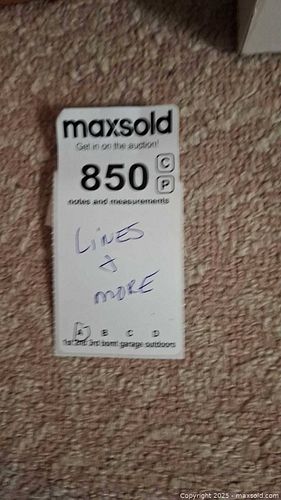 maxsold
Get in on the auction!
850 C
P
notes and measurements
LINES
&
MORE
A B C D
1st 2nd 3rd bsmt garage outdoors
Copyright 2025 - maxsold.com